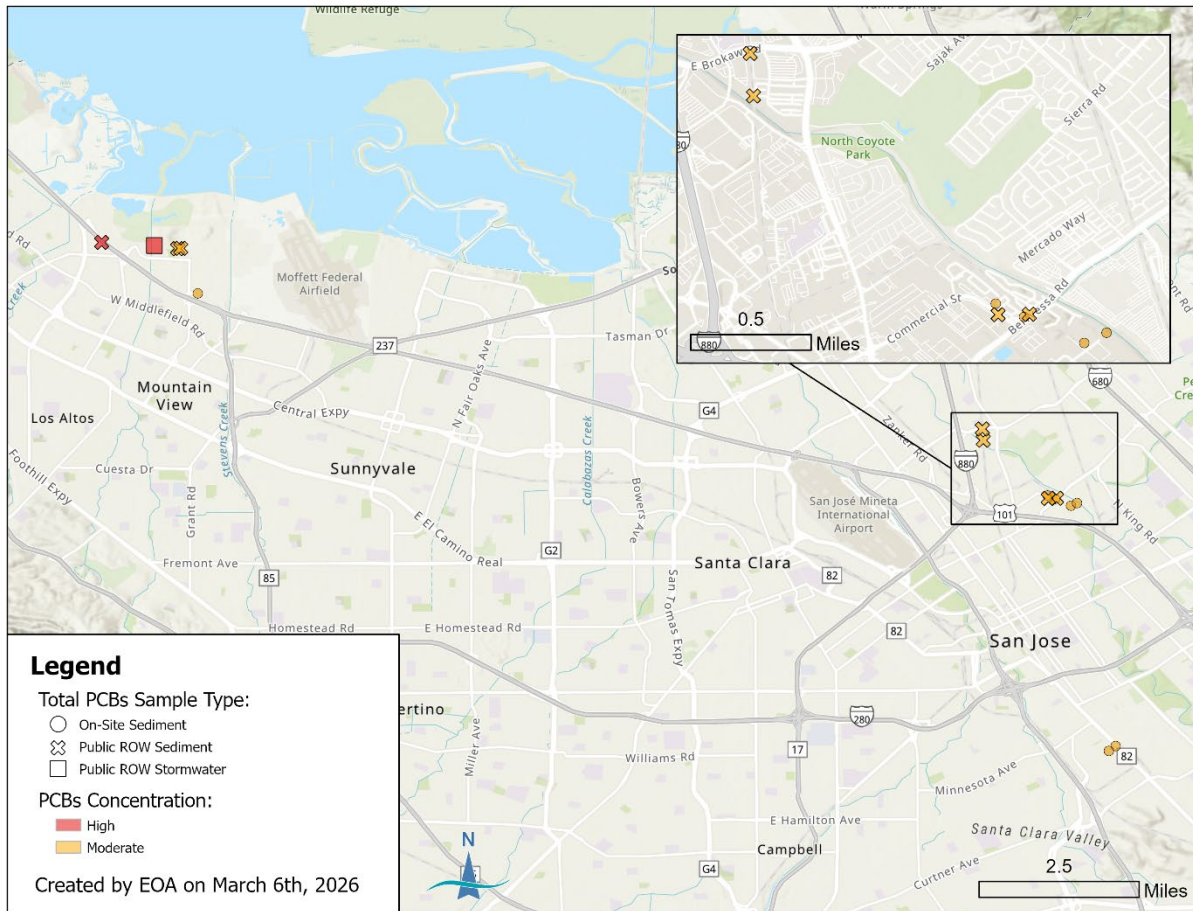 Wildlife Refuge
E Brokaw Rd
Sajak Ave
Sierra Rd
North Coyote
Park
Mercado Way
Commercial St
Berryessa Rd
0.5
Miles
880
680
Moffett Federal
Airfield
W Middlefield Rd
237
Tasman Dr
N Fair Oaks Ave
Mountain
View
Los Altos
Central Expy
Stevens Creek
G4
Zanker Rd
880
Cuesta Dr
Grant Rd
Foothill Expy
Sunnyvale
Calabazas Creek
Bowers Ave
San José Mineta
International
Airport
101
N King Rd
E El Camino Real
Fremont Ave
G2
Santa Clara
82
85
San Tomas Expy
Homestead Rd
E Homestead Rd
82
San Jose
Legend
Total PCBs Sample Type:
On-Site Sediment
Public ROW Sediment
Public ROW Stormwater
PCBs Concentration:
High
Moderate
Created by EOA on March 6th, 2026
ertino
Miller Ave
280
17
Williams Rd
82
Minnesota Ave
E Hamilton Ave
Santa Clara Valley
Campbell
N
G4
Curtner Ave
2.5
Miles